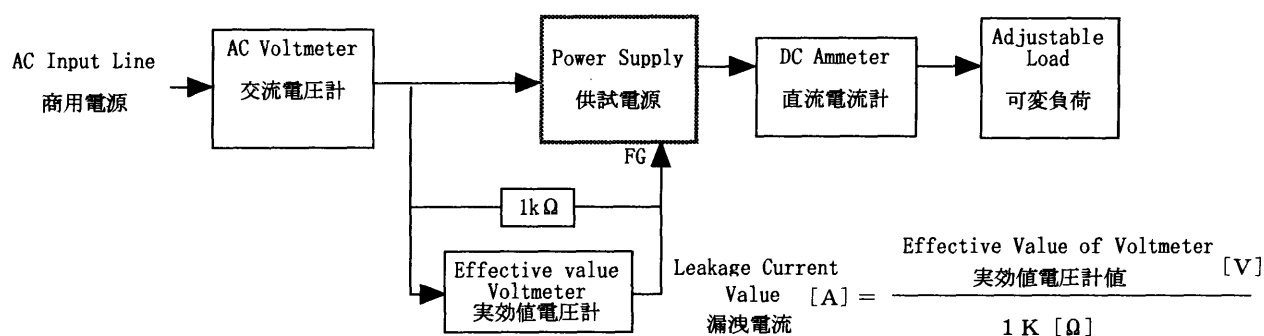 AC Input Line
商用電源
AC Voltmeter
交流電圧計
Power Supply
供試電源
DC Ammeter
直流電流計
Adjustable
Load
可変負荷
FG
1kΩ
Effective value
Voltmeter
実効値電圧計
Leakage Current
Value [A] =
漏洩電流
Effective Value of Voltmeter
実効値電圧計値 [V]
1 K [Ω]